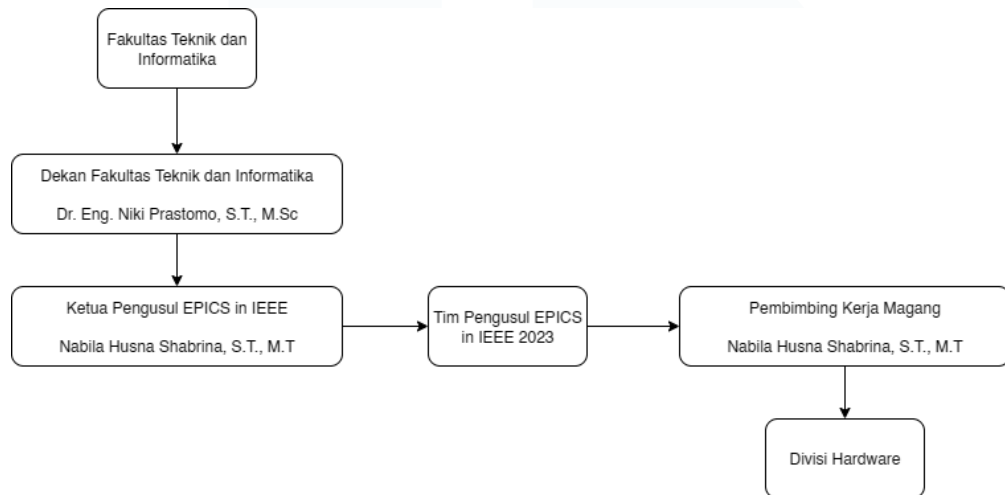 Fakultas Teknik dan
Informatika
Dekan Fakultas Teknik dan Informatika
Dr. Eng. Niki Prastomo, S.T., M.Sc
Ketua Pengusul EPICS in IEEE
Nabila Husna Shabrina, S.T., M.T
Tim Pengusul EPICS
in IEEE 2023
Pembimbing Kerja Magang
Nabila Husna Shabrina, S.T., M.T
Divisi Hardware